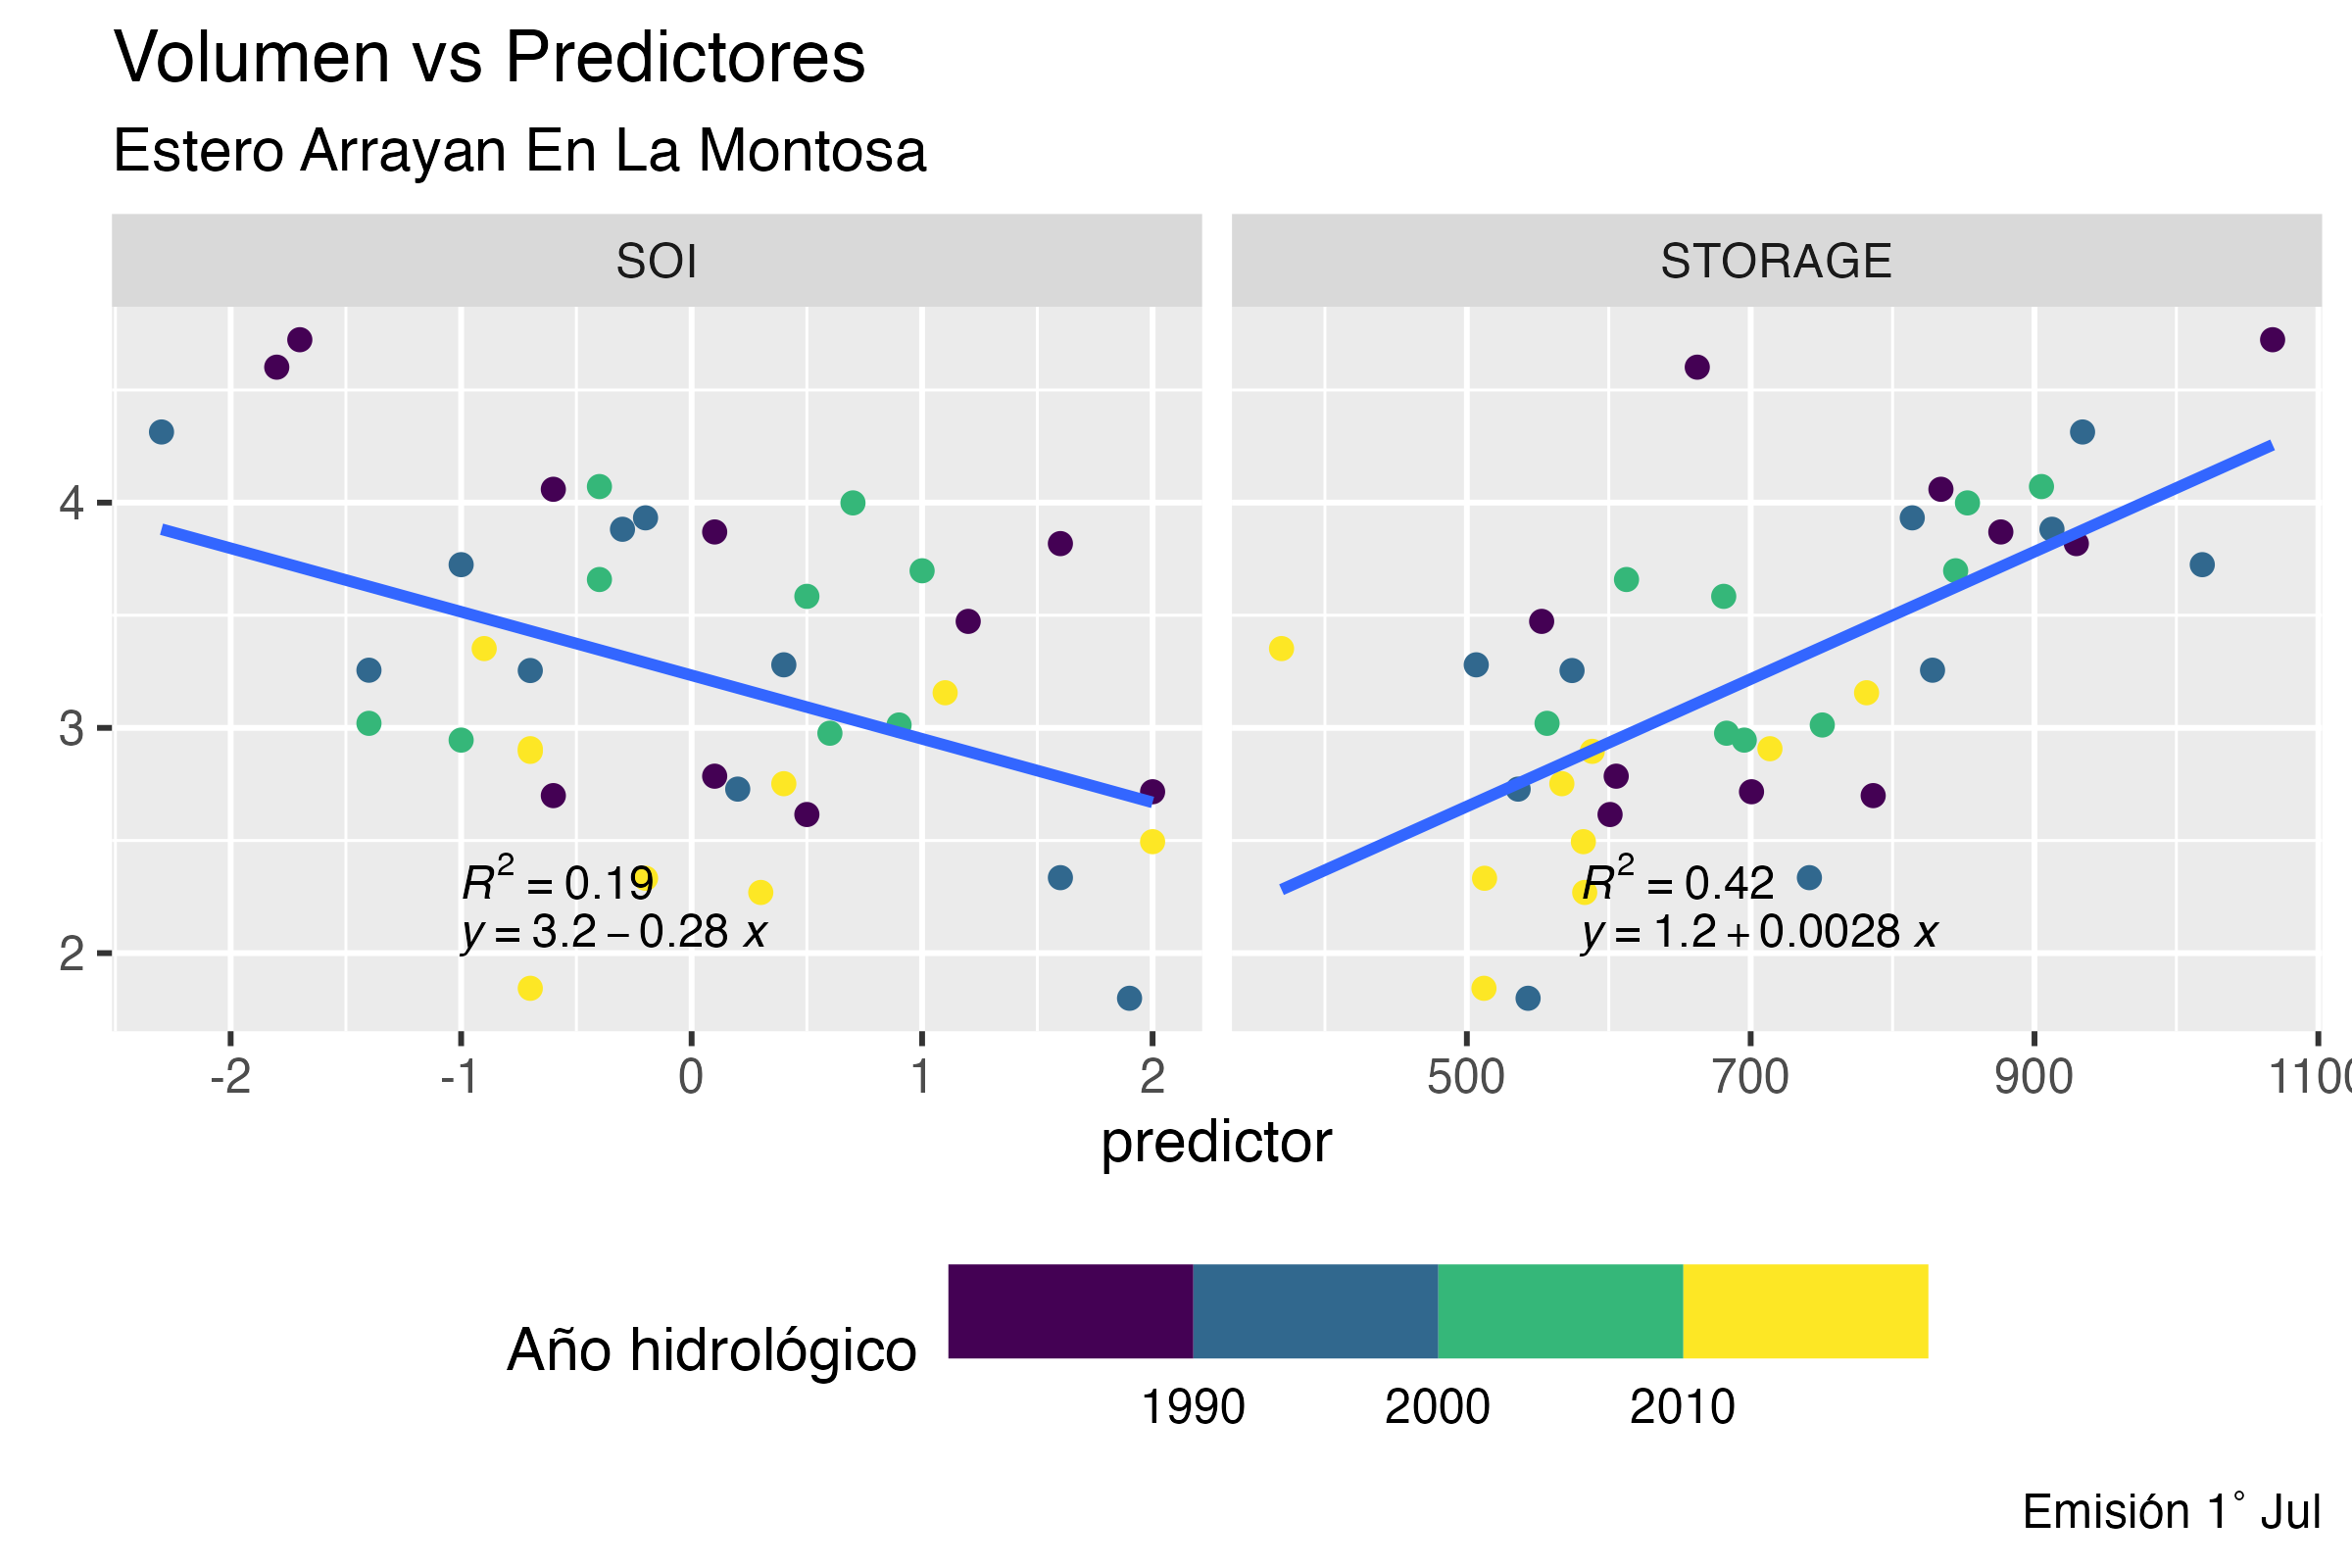 Volumen vs Predictores
Estero Arrayan En La Montosa
SOI
STORAGE
4
3
2
R² = 0.19
y = 3.2 − 0.28 x
R² = 0.42
y = 1.2 + 0.0028 x
-2 -1 0 1 2
500 700 900 1100
predictor
Año hidrológico
1990 2000 2010
Emisión 1° Jul